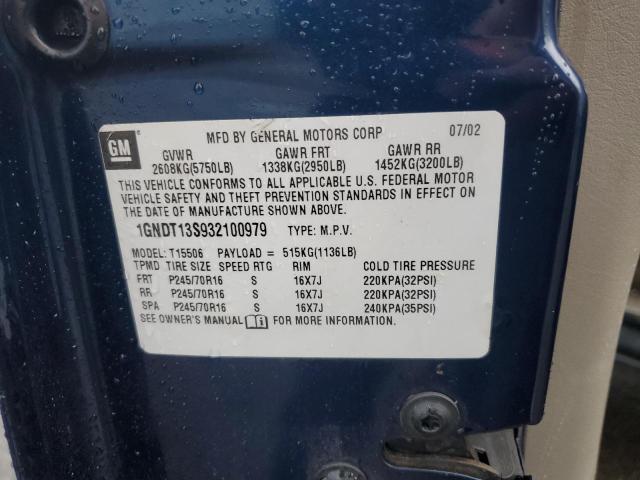 MFD BY GENERAL MOTORS CORP 07/02
GM
GVWR GAWR FRT GAWR RR
2608KG(5750LB) 1338KG(2950LB) 1452KG(3200LB)
THIS VEHICLE CONFORMS TO ALL APPLICABLE U.S. FEDERAL MOTOR
VEHICLE SAFETY AND THEFT PREVENTION STANDARDS IN EFFECT ON
THE DATE OF MANUFACTURE SHOWN ABOVE.
1GNDT13S932100979 TYPE: M.P.V.
MODEL: T15506 PAYLOAD = 515KG(1136LB)
TPMD TIRE SIZE SPEED RTG RIM COLD TIRE PRESSURE
FRT P245/70R16 S 16X7J 220KPA(32PSI)
RR P245/70R16 S 16X7J 220KPA(32PSI)
SPA P245/70R16 S 16X7J 240KPA(35PSI)
SEE OWNER'S MANUAL FOR MORE INFORMATION.